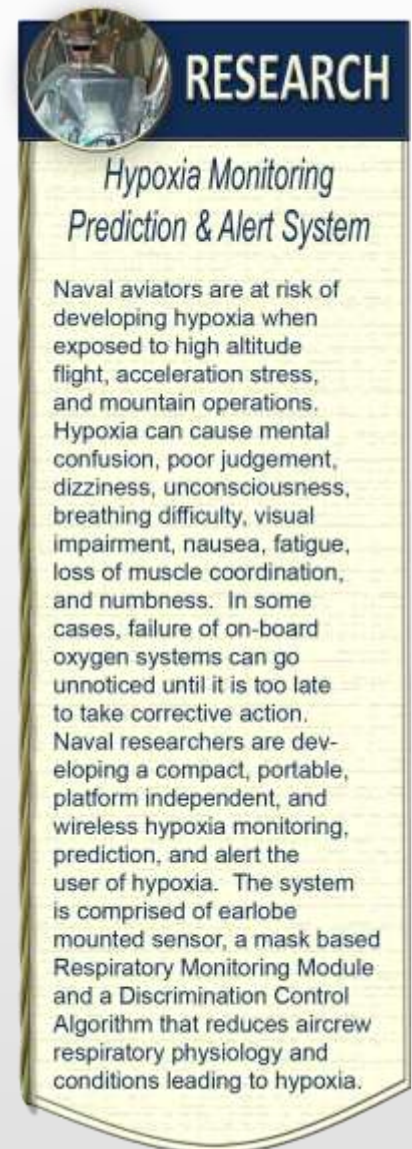 RESEARCH
Hypoxia Monitoring
Prediction & Alert System
Naval aviators are at risk of
developing hypoxia when
exposed to high altitude
flight, acceleration stress,
and mountain operations.
Hypoxia can cause mental
confusion, poor judgement,
dizziness, unconsciousness,
breathing difficulty, visual
impairment, nausea, fatigue,
loss of muscle coordination,
and numbness.  In some
cases, failure of on-board
oxygen systems can go
unnoticed until it is too late
to take corrective action.
Naval researchers are dev-
eloping a compact, portable,
platform independent, and
wireless hypoxia monitoring,
prediction, and alert the
user of hypoxia.  The system
is comprised of earlobe
mounted sensor, a mask based
Respiratory Monitoring Module
and a Discrimination Control
Algorithm that reduces aircrew
respiratory physiology and
conditions leading to hypoxia.